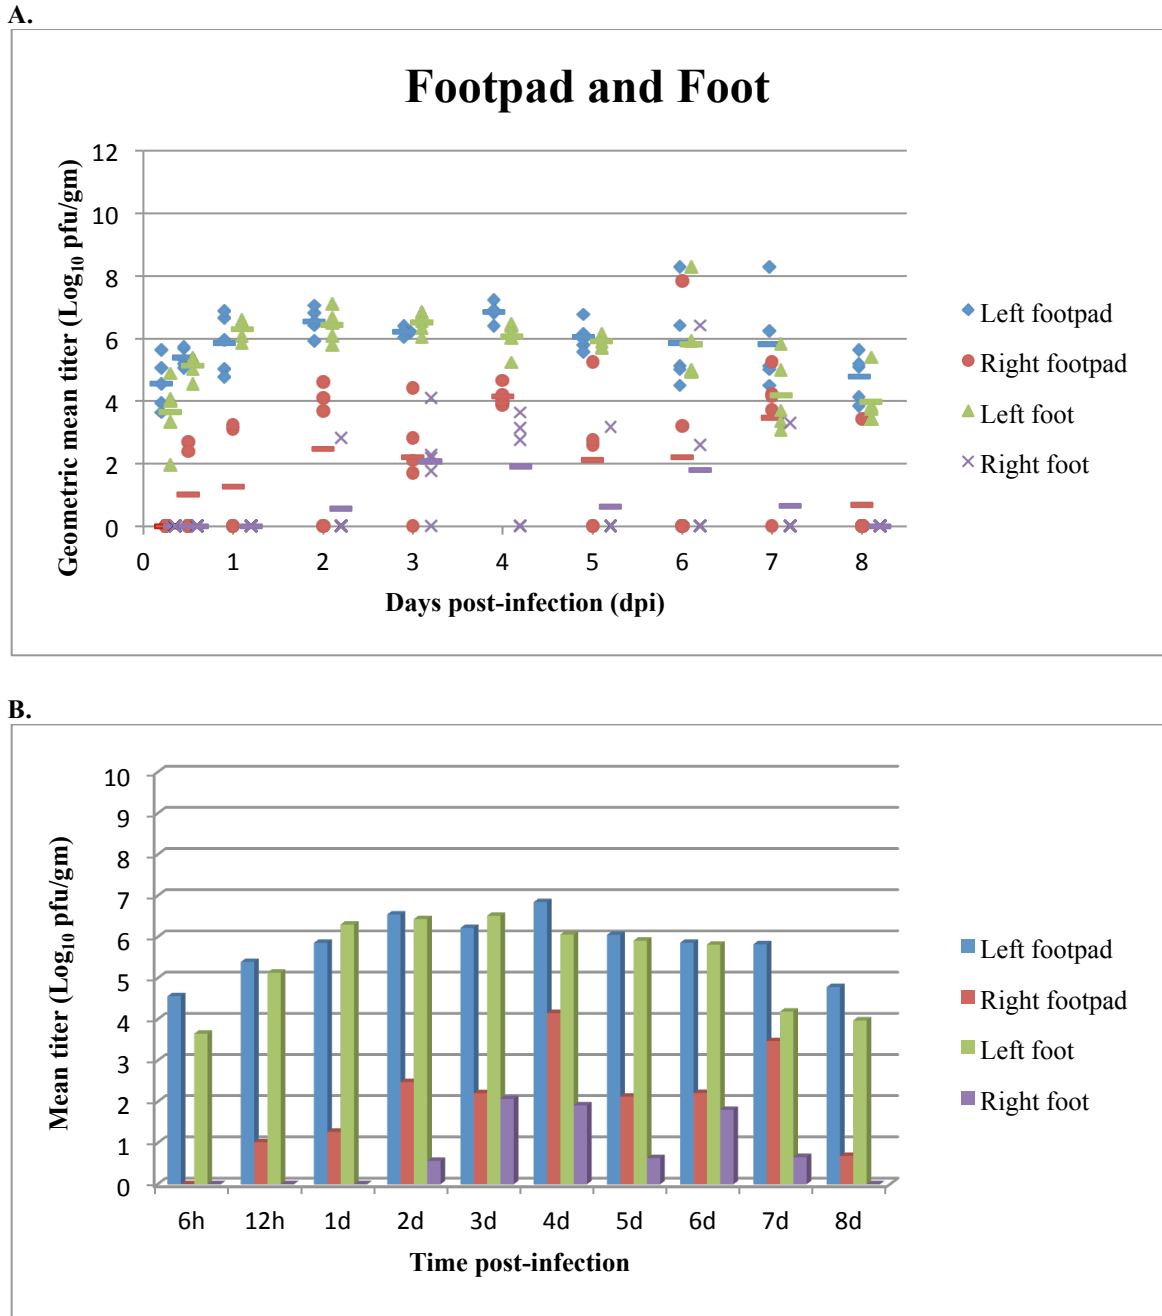 A.
Footpad and Foot
Geometric mean titer (Log10 pfu/gm)
12
10
8
6
4
2
0
0 1 2 3 4 5 6 7 8
Days post-infection (dpi)
Left footpad
Right footpad
Left foot
Right foot
B.
Mean titer (Log10 pfu/gm)
10
9
8
7
6
5
4
3
2
1
0
6h 12h 1d 2d 3d 4d 5d 6d 7d 8d
Time post-infection
Left footpad
Right footpad
Left foot
Right foot